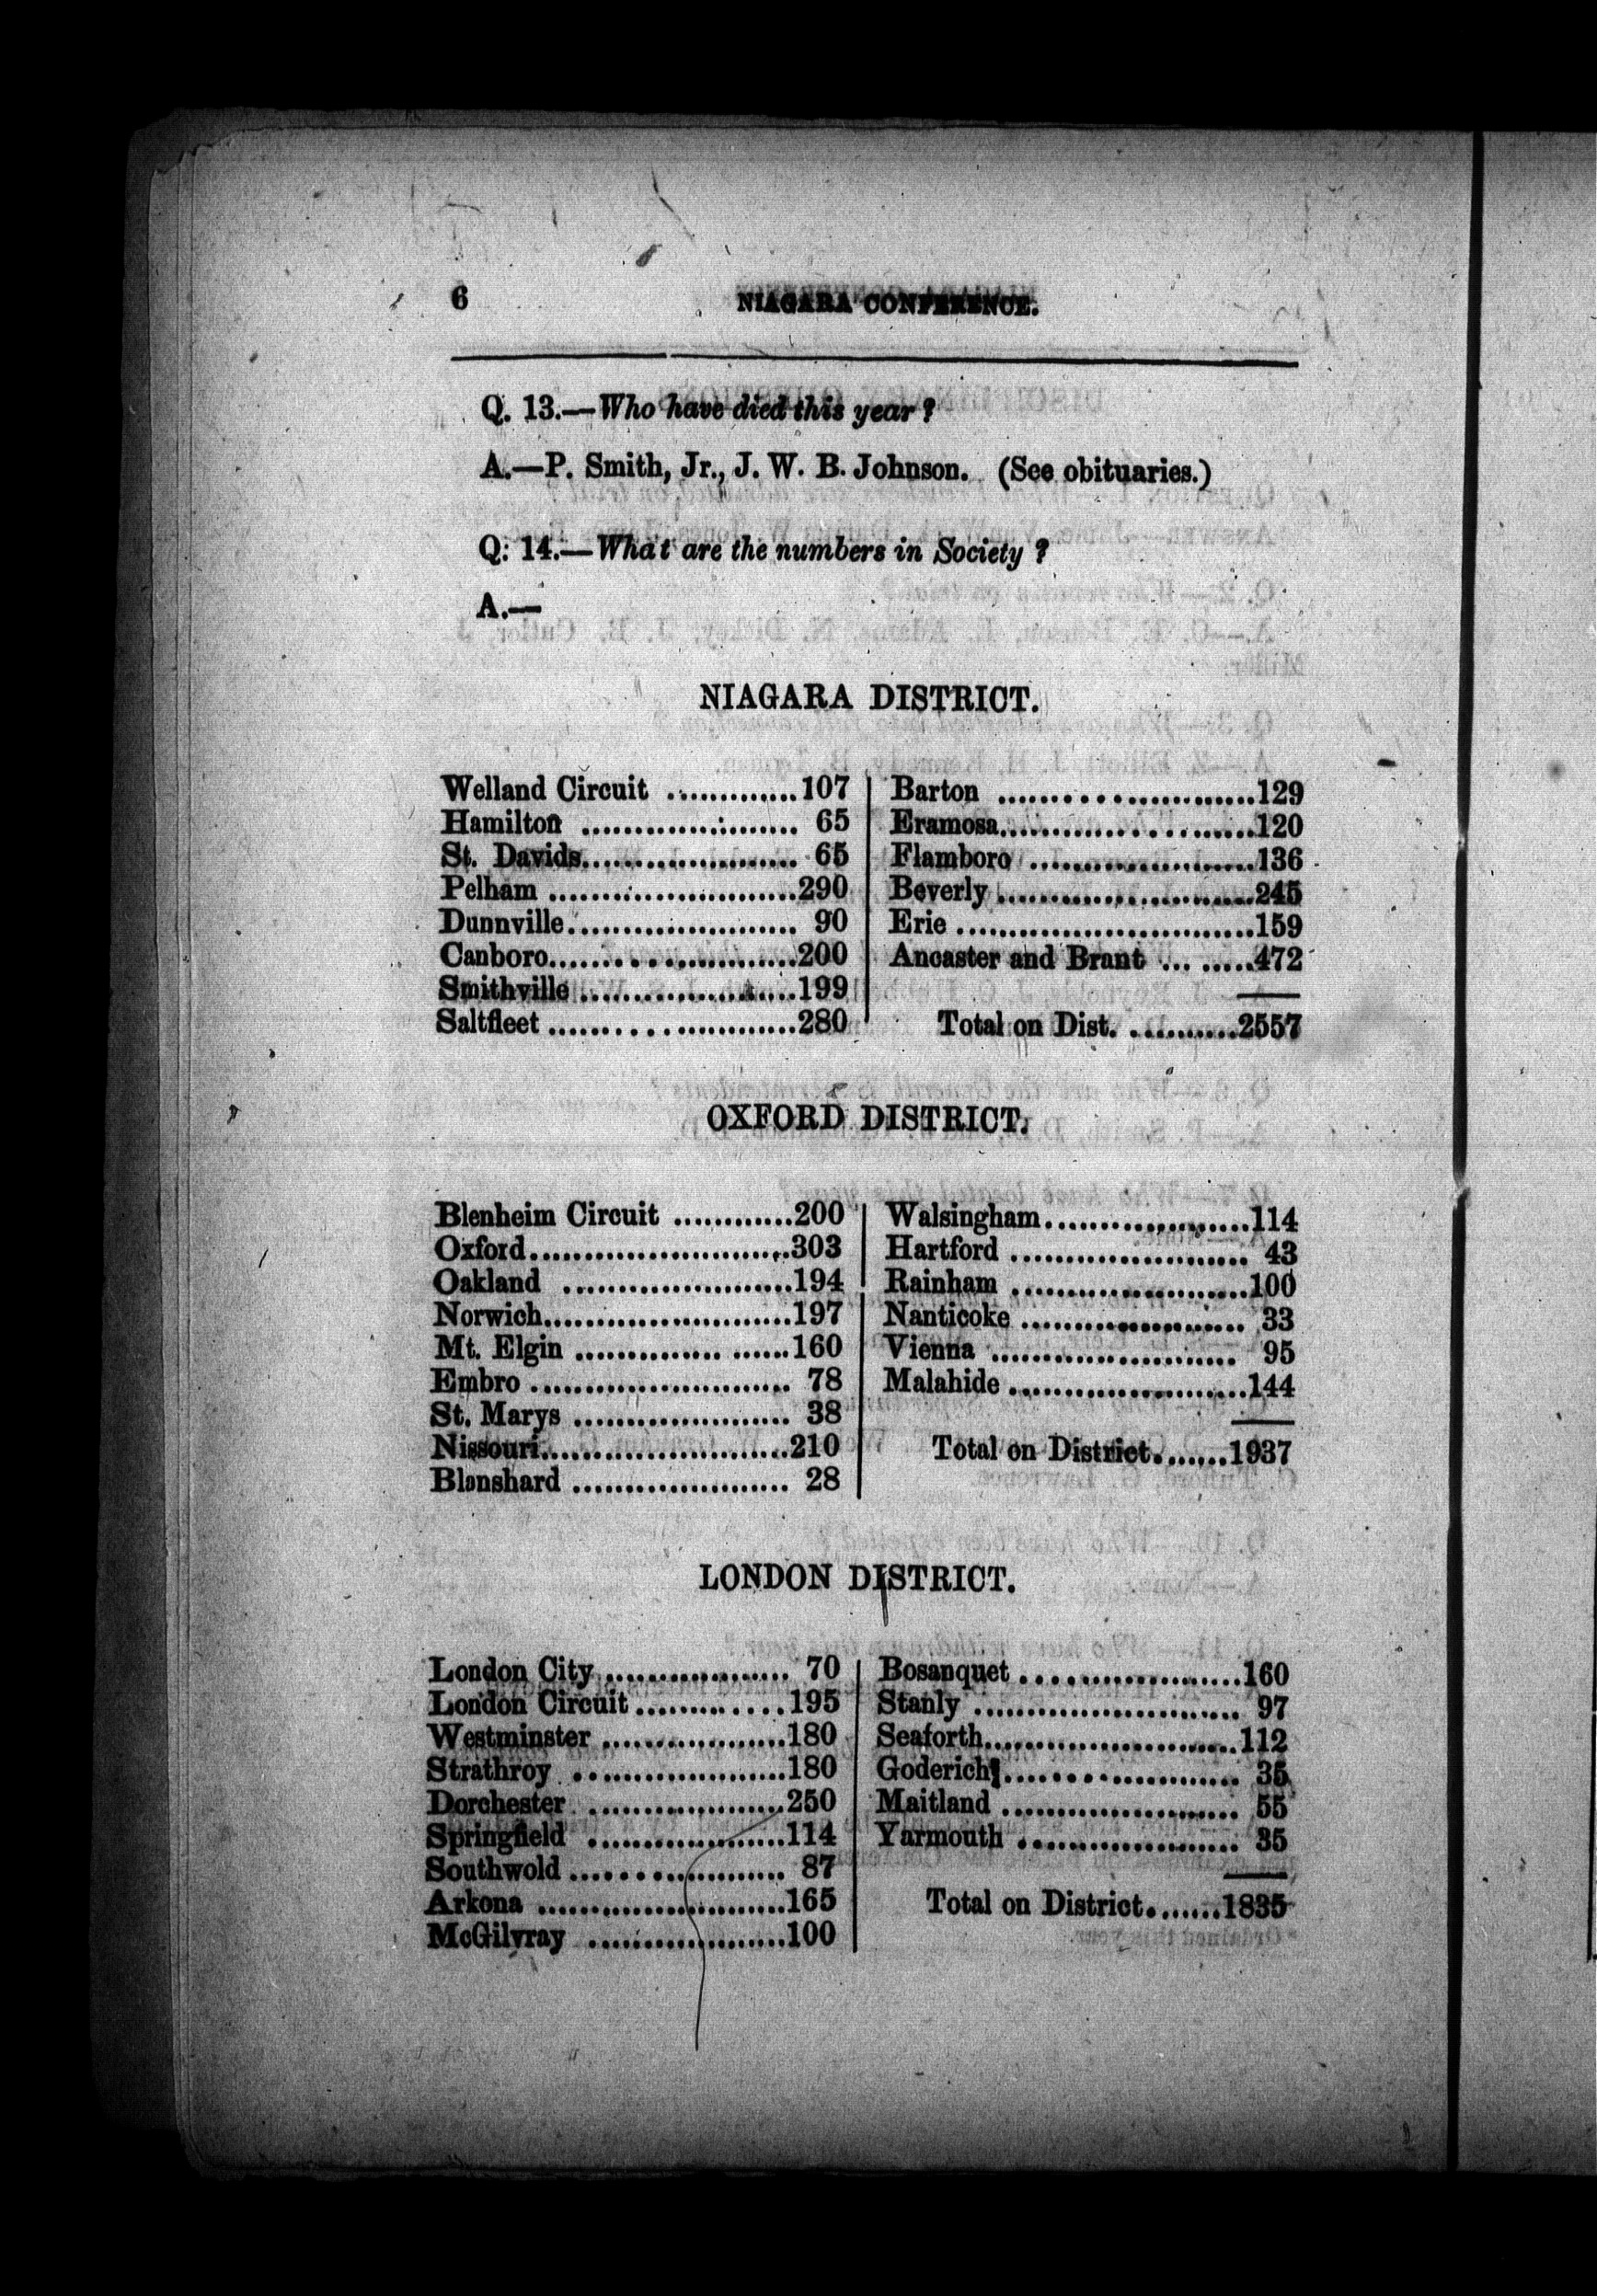 6 NIAGARA CONFERENCE.
Q. 13.—Who have died this year?
A.—P. Smith, Jr., J. W. B. Johnson. (See obituaries.)
Q. 14.—What are the numbers in Society?
A.—
NIAGARA DISTRICT.
Welland Circuit .............107
Hamilton ..................... 65
St. Davids..................... 65
Pelham ........................290
Dunnville...................... 90
Canboro........................200
Smithville .....................199
Saltfleet ........................280
Barton .........................129
Eramosa.........................120
Flamboro ......................136
Beverly .........................245
Erie .............................159
Ancaster and Brant ... .....472
Total on Dist. ...........2557
OXFORD DISTRICT.
Blenheim Circuit ............200
Oxford.........................303
Oakland ......................194
Norwich........................197
Mt. Elgin .............. ......160
Embro ......................... 78
St. Marys ..................... 38
Nissouri........................210
Blanshard ..................... 28
Walsingham....................114
Hartford ....................... 43
Rainham .......................100
Nanticoke ...................... 33
Vienna ........................ 95
Malahide .......................144
Total on District.......1937
LONDON DISTRICT.
London City .................. 70
London Circuit..............195
Westminster ..................180
Strathroy .....................180
Dorchester ...................250
Springfield ...................114
Southwold ..................... 87
Arkona ........................165
McGilvray ...................100
Bosanquet .....................160
Stanly .......................... 97
Seaforth........................112
Goderich....................... 35
Maitland ....................... 55
Yarmouth ..................... 35
Total on District.......1835